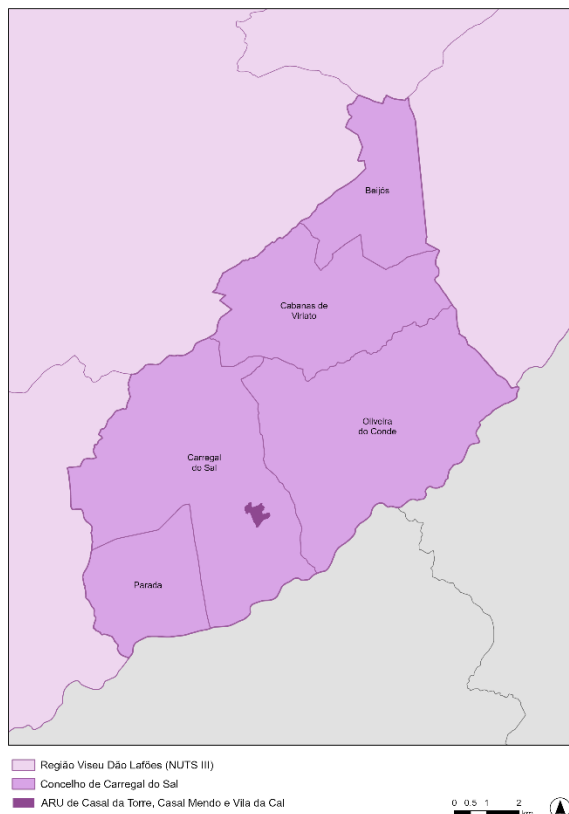 Beijós
Cabanas de
Viriato
Oliveira
do Conde
Carregal
do Sal
Parada
Região Viseu Dão Lafões (NUTS III)
Concelho de Carregal do Sal
ARU de Casal da Torre, Casal Mendo e Vila da Cal
0 0.5 1 2
km